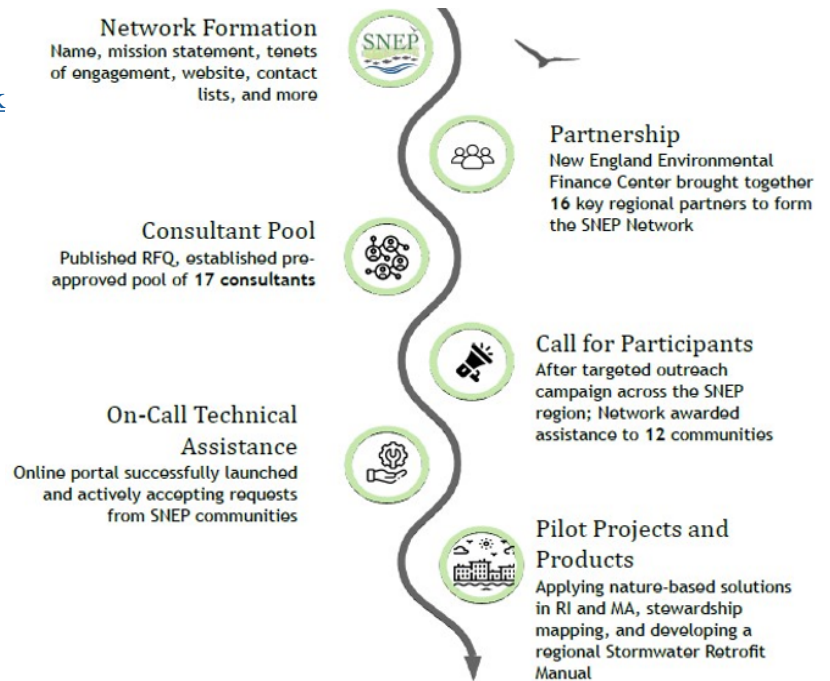 Network Formation
Name, mission statement, tenets
of engagement, website, contact
lists, and more
SNEP
Partnership
New England Environmental
Finance Center brought together
16 key regional partners to form
the SNEP Network
Consultant Pool
Published RFQ, established pre-
approved pool of 17 consultants
Call for Participants
After targeted outreach
campaign across the SNEP
region; Network awarded
assistance to 12 communities
On-Call Technical
Assistance
Online portal successfully launched
and actively accepting requests
from SNEP communities
Pilot Projects and
Products
Applying nature-based solutions
in RI and MA, stewardship
mapping, and developing a
regional Stormwater Retrofit
Manual